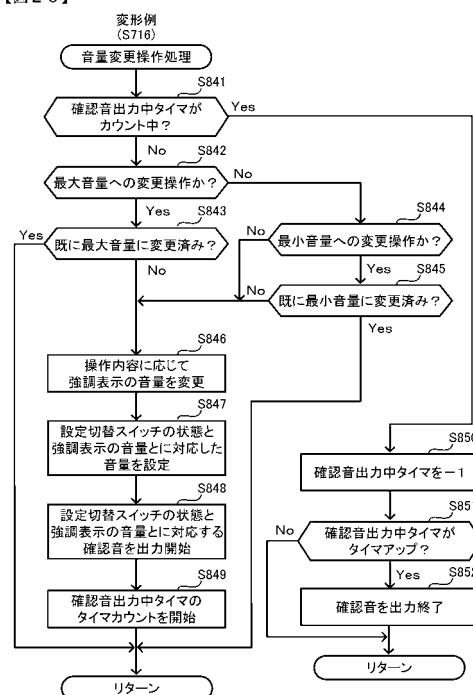 【図26】
変形例
(S716)
音量変更操作処理
S841
確認音出力中タイマが
カウント中?
Yes
No
S842
最大音量への変更操作か?
No
Yes
S843
既に最大音量に変更済み?
Yes
No
S844
最小音量への変更操作か?
No
Yes
S845
既に最小音量に変更済み?
No
Yes
S846
操作内容に応じて
強調表示の音量を変更
S847
設定切替スイッチの状態と
強調表示の音量とに対応した
音量を設定
S848
設定切替スイッチの状態と
強調表示の音量とに対応する
確認音を出力開始
S849
確認音出力中タイマの
タイマカウントを開始
リターン
S850
確認音出力中タイマを-1
S851
確認音出力中タイマが
タイマアップ?
No
Yes
S852
確認音を出力終了
リターン